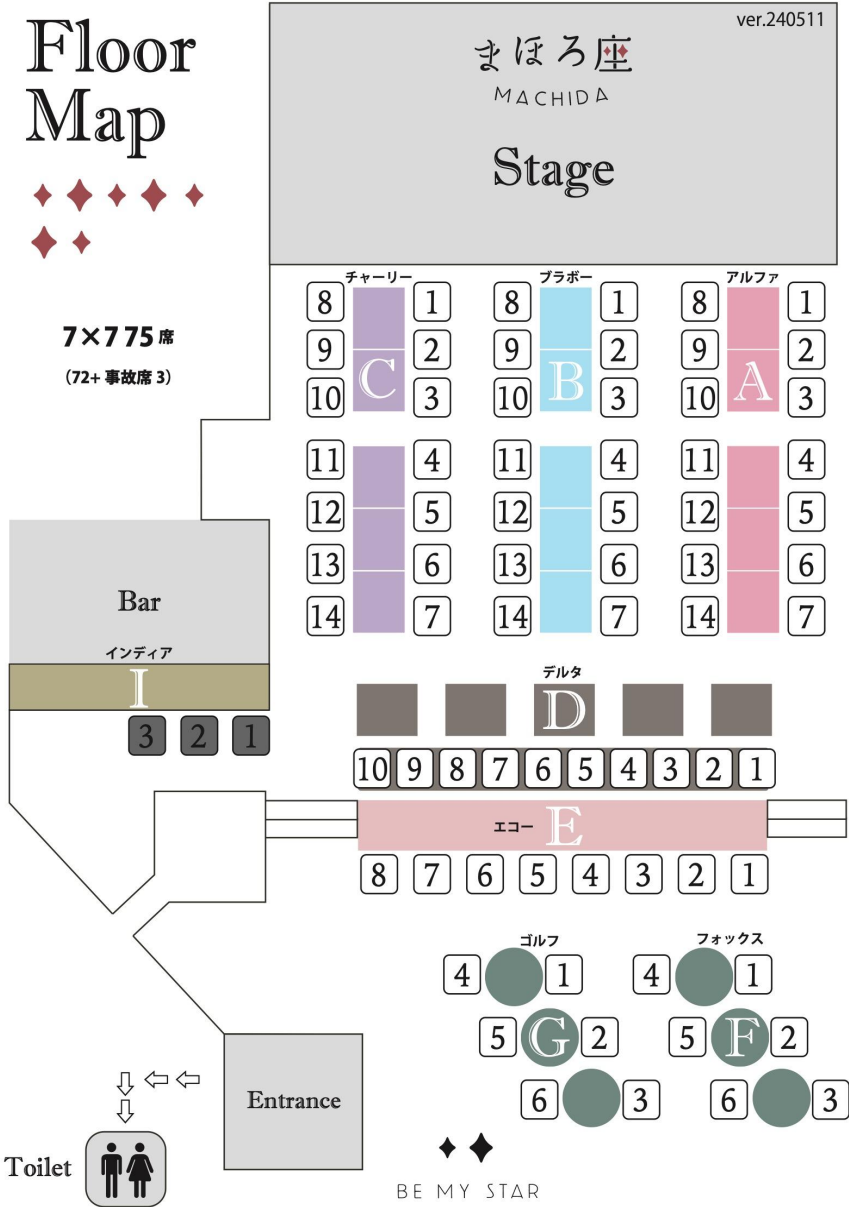 Floor
Map
ver.240511
まほろ座
MACHIDA
Stage
7×7 75席
(72+ 事故席 3)
チャーリー ブラボー アルファ
8 1 8 1 8 1
9 2 9 2 9 2
C B A
10 3 10 3 10 3
11 4 11 4 11 4
12 5 12 5 12 5
13 6 13 6 13 6
14 7 14 7 14 7
Bar
インディア
I
3 2 1
デルタ
D
10 9 8 7 6 5 4 3 2 1
エコー E
8 7 6 5 4 3 2 1
ゴルフ フォックス
4 1 4 1
5 G 2 5 F 2
6 3 6 3
Entrance
Toilet
BE MY STAR